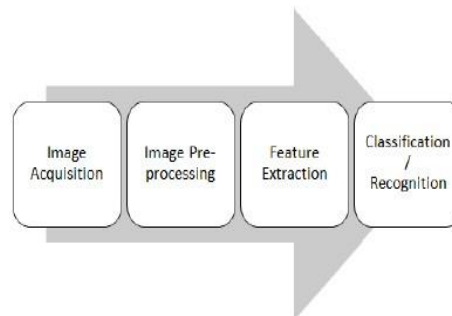 Image
Acquisition
Image Pre-
processing
Feature
Extraction
Classification
/
Recognition